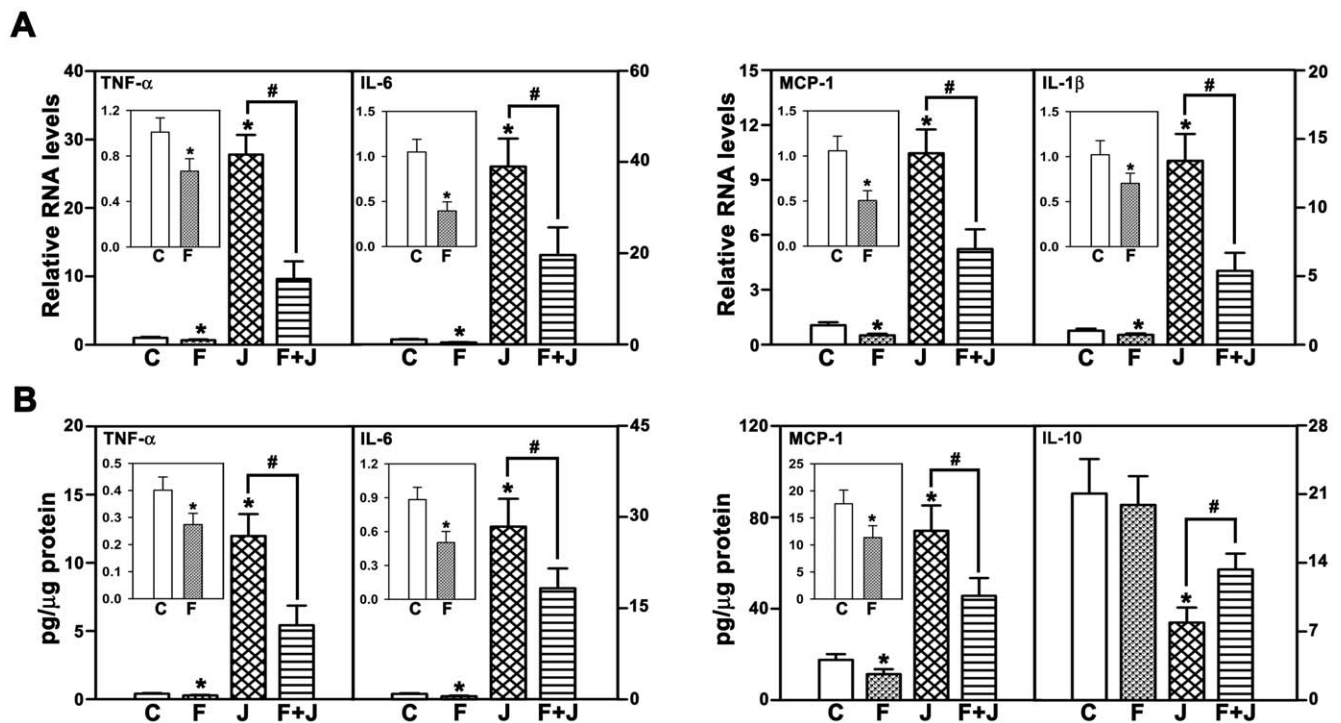 A
TNF-α
IL-6
MCP-1
IL-1β
Relative RNA levels
40
30
20
10
0
1.2
0.8
0.4
0.0
C F
*
* * #
C F J F+J
1.5
1.0
0.5
0.0
C F
*
* * #
C F J F+J
60
40
20
0
Relative RNA levels
15
12
9
6
3
0
1.5
1.0
0.5
0.0
C F
*
* * #
C F J F+J
1.5
1.0
0.5
0.0
C F
*
* * #
C F J F+J
20
15
10
5
0
B
TNF-α
IL-6
MCP-1
IL-10
pg/μg protein
20
15
10
5
0
0.5
0.4
0.3
0.2
0.1
0.0
C F
*
* * #
C F J F+J
1.2
0.9
0.6
0.3
0.0
C F
*
* * #
C F J F+J
45
30
15
0
pg/μg protein
120
80
40
0
25
20
15
10
5
0
C F
*
* * #
C F J F+J
* #
C F J F+J
28
21
14
7
0